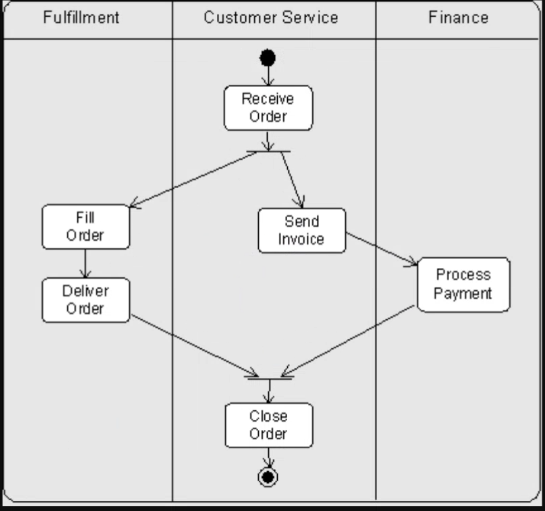 Fulfillment
Customer Service
Finance
Receive
Order
Fill
Order
Send
Invoice
Deliver
Order
Process
Payment
Close
Order